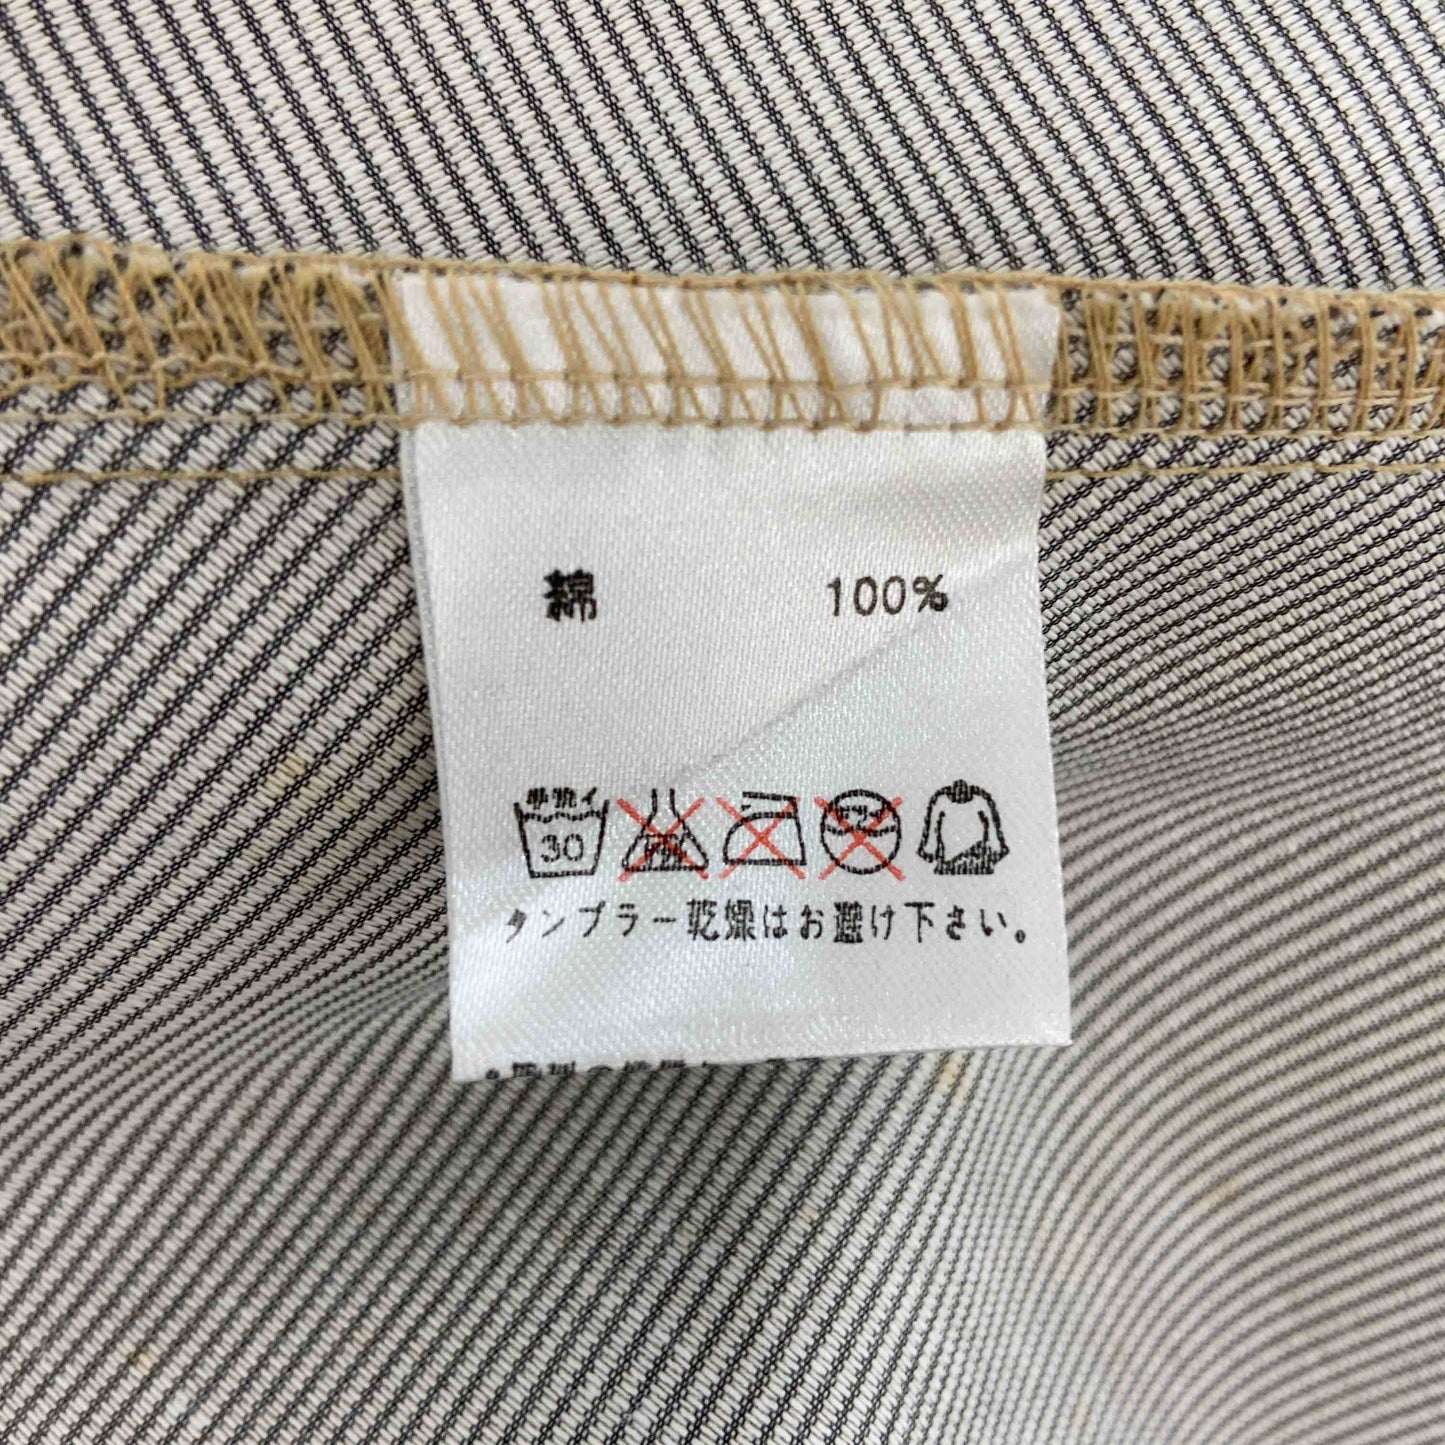 綿 100%
手洗イ
30
タンブラー乾燥はお避け下さい。